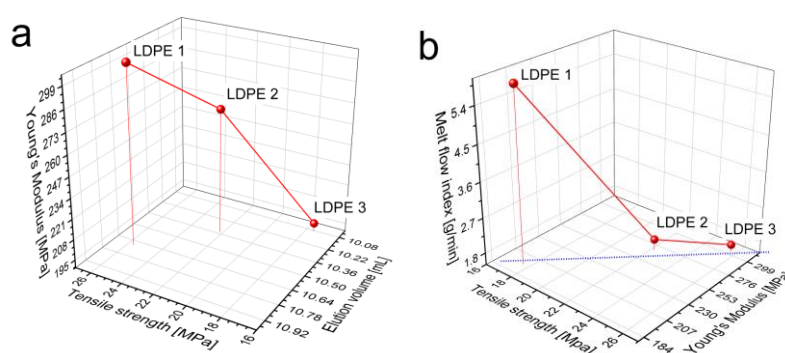 a
LDPE 1
LDPE 2
LDPE 3
Young's Modulus [MPa]
299
286
273
260
247
234
221
208
195
Tensile strength [MPa]
26
24
22
20
18
16
Elution volume [mL]
10.08
10.22
10.36
10.50
10.64
10.78
10.92
b
LDPE 1
LDPE 2
LDPE 3
Melt flow index [g/min]
5.4
4.5
3.6
2.7
1.8
Tensile strength [Mpa]
16
18
20
22
24
26
Young's Modulus [MPa]
299
276
253
230
207
184